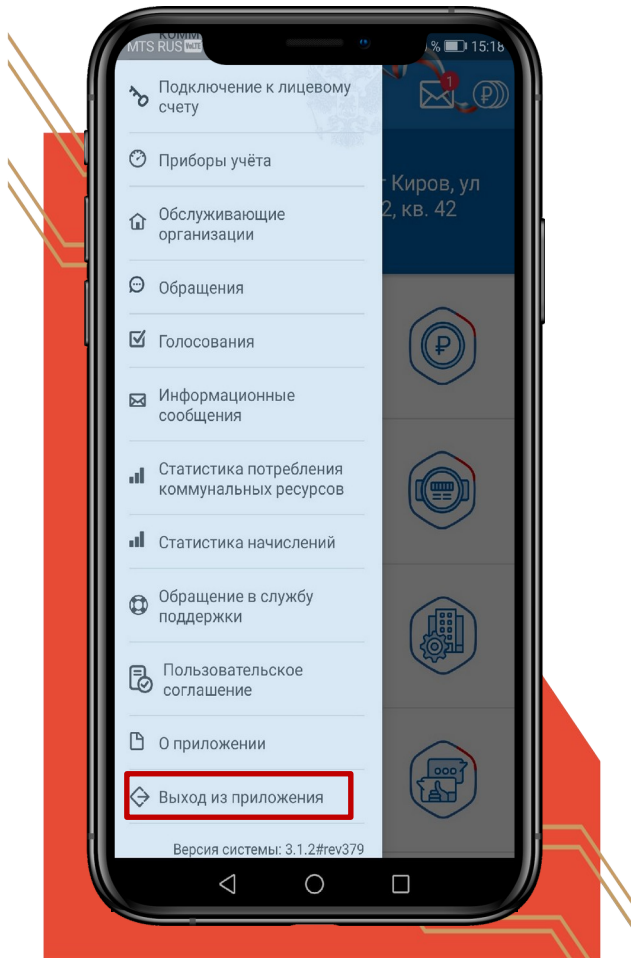 MTS RUS VoLTE
% 15:18
1
Подключение к лицевому
счету
Приборы учёта
г Киров, ул
2, кв. 42
Обслуживающие
организации
Обращения
Голосования
Информационные
сообщения
Статистика потребления
коммунальных ресурсов
Статистика начислений
Обращение в службу
поддержки
Пользовательское
соглашение
О приложении
Выход из приложения
Версия системы: 3.1.2#rev379